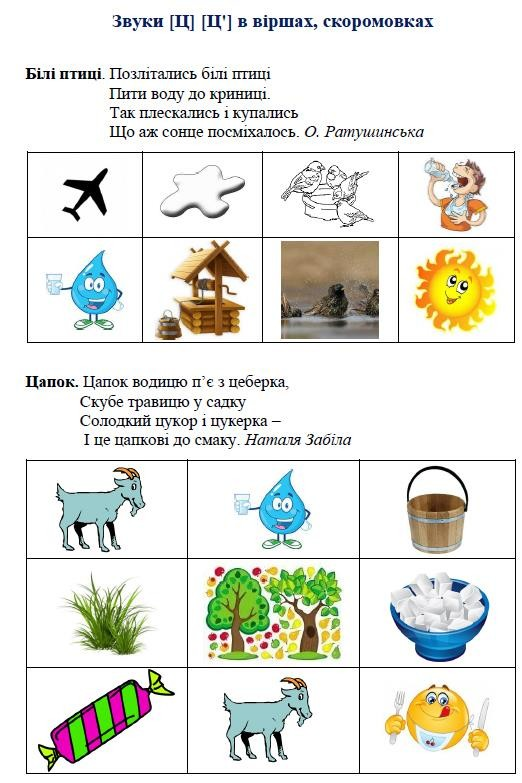 Звуки [Ц] [Ц'] в віршах, скоромовках
Білі птиці. Позлітались білі птиці
Пити воду до криниці.
Так плескались і купались
Що аж сонце посміхалось. О. Ратушинська
Цапок. Цапок водицю п’є з цеберка,
Скубе травицю у садку
Солодкий цукор і цукерка –
І це цапкові до смаку. Наталя Забіла